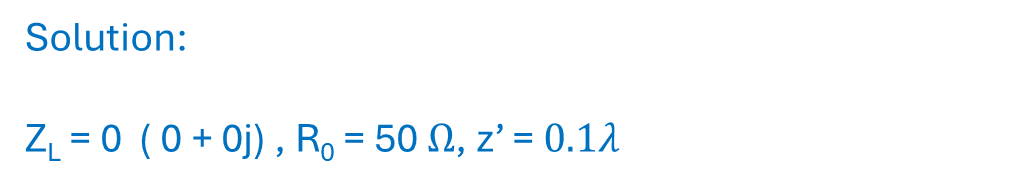 Solution:
Z_L = 0 ( 0 + 0j) , R_0 = 50 Ω, z’ = 0.1λ